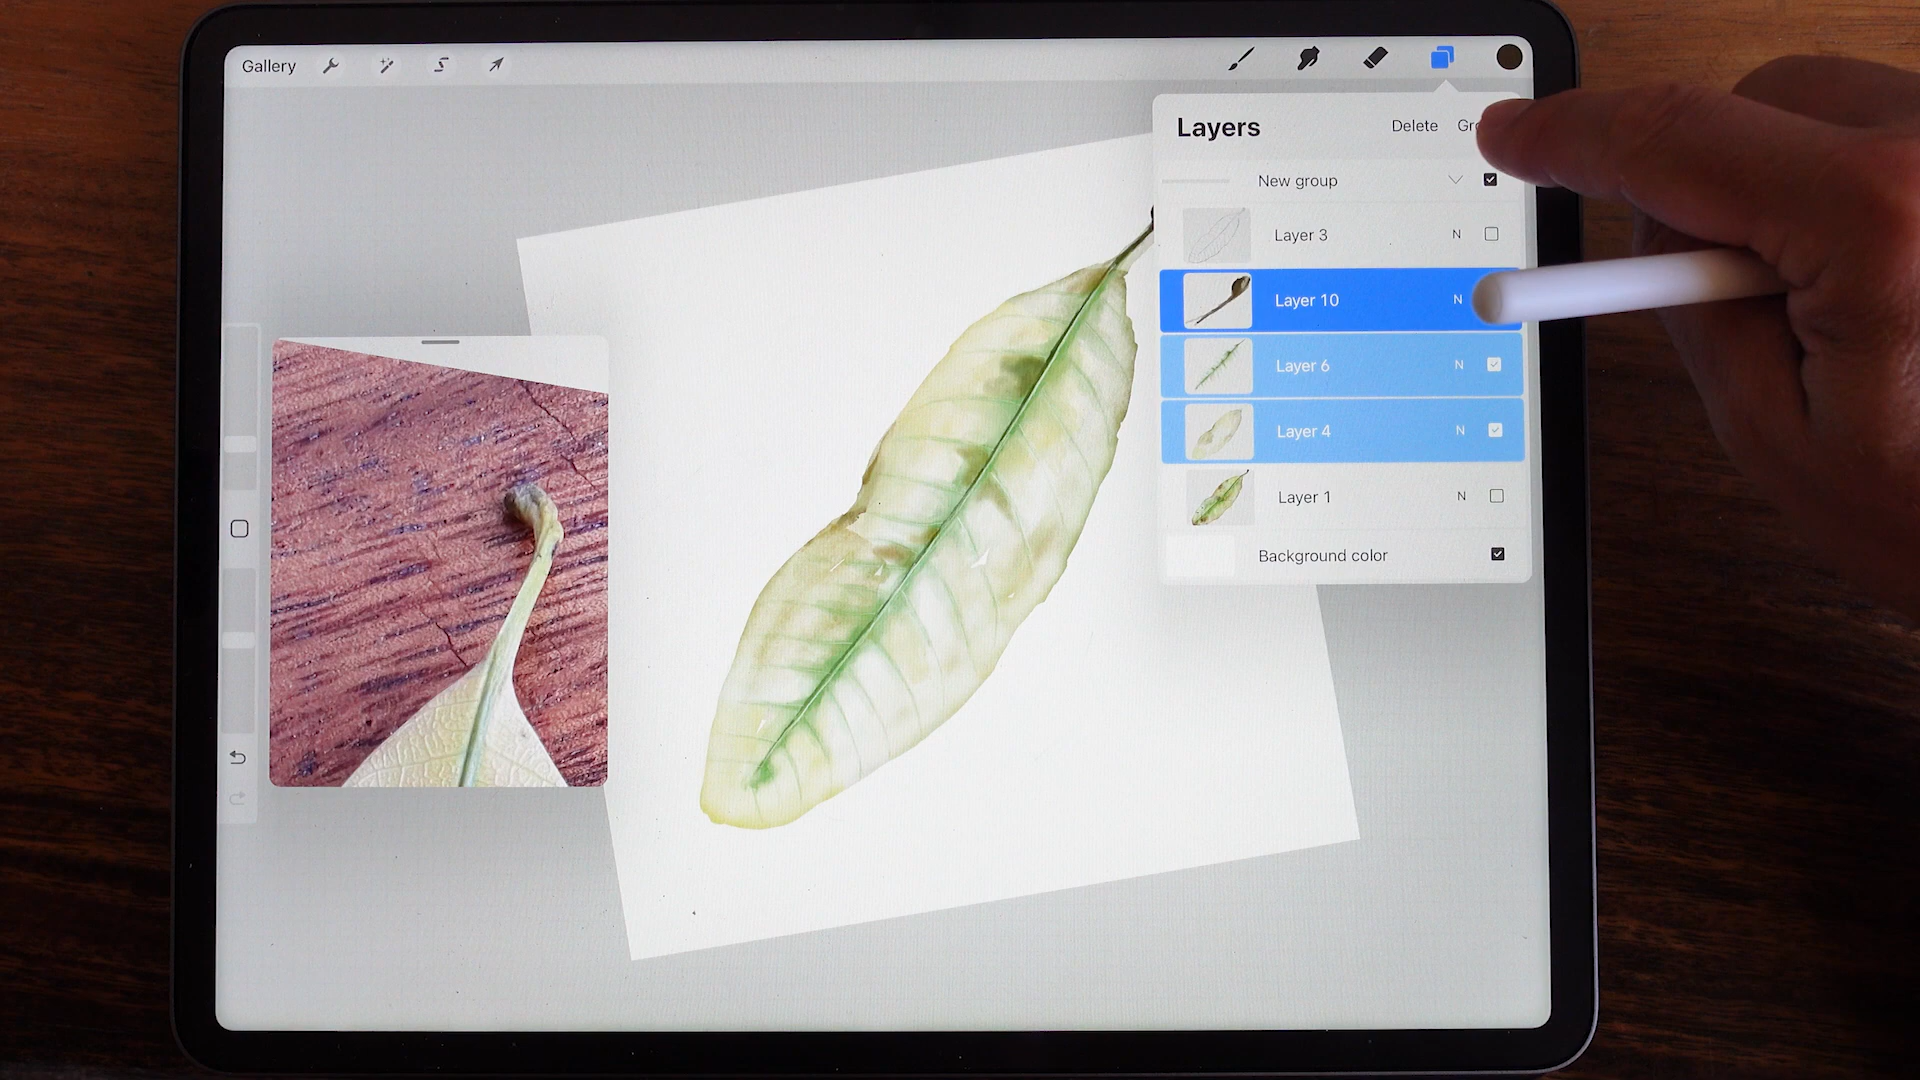 Gallery
Layers
Delete
New group
Layer 3 N
Layer 10 N
Layer 6 N
Layer 4 N
Layer 1 N
Background color